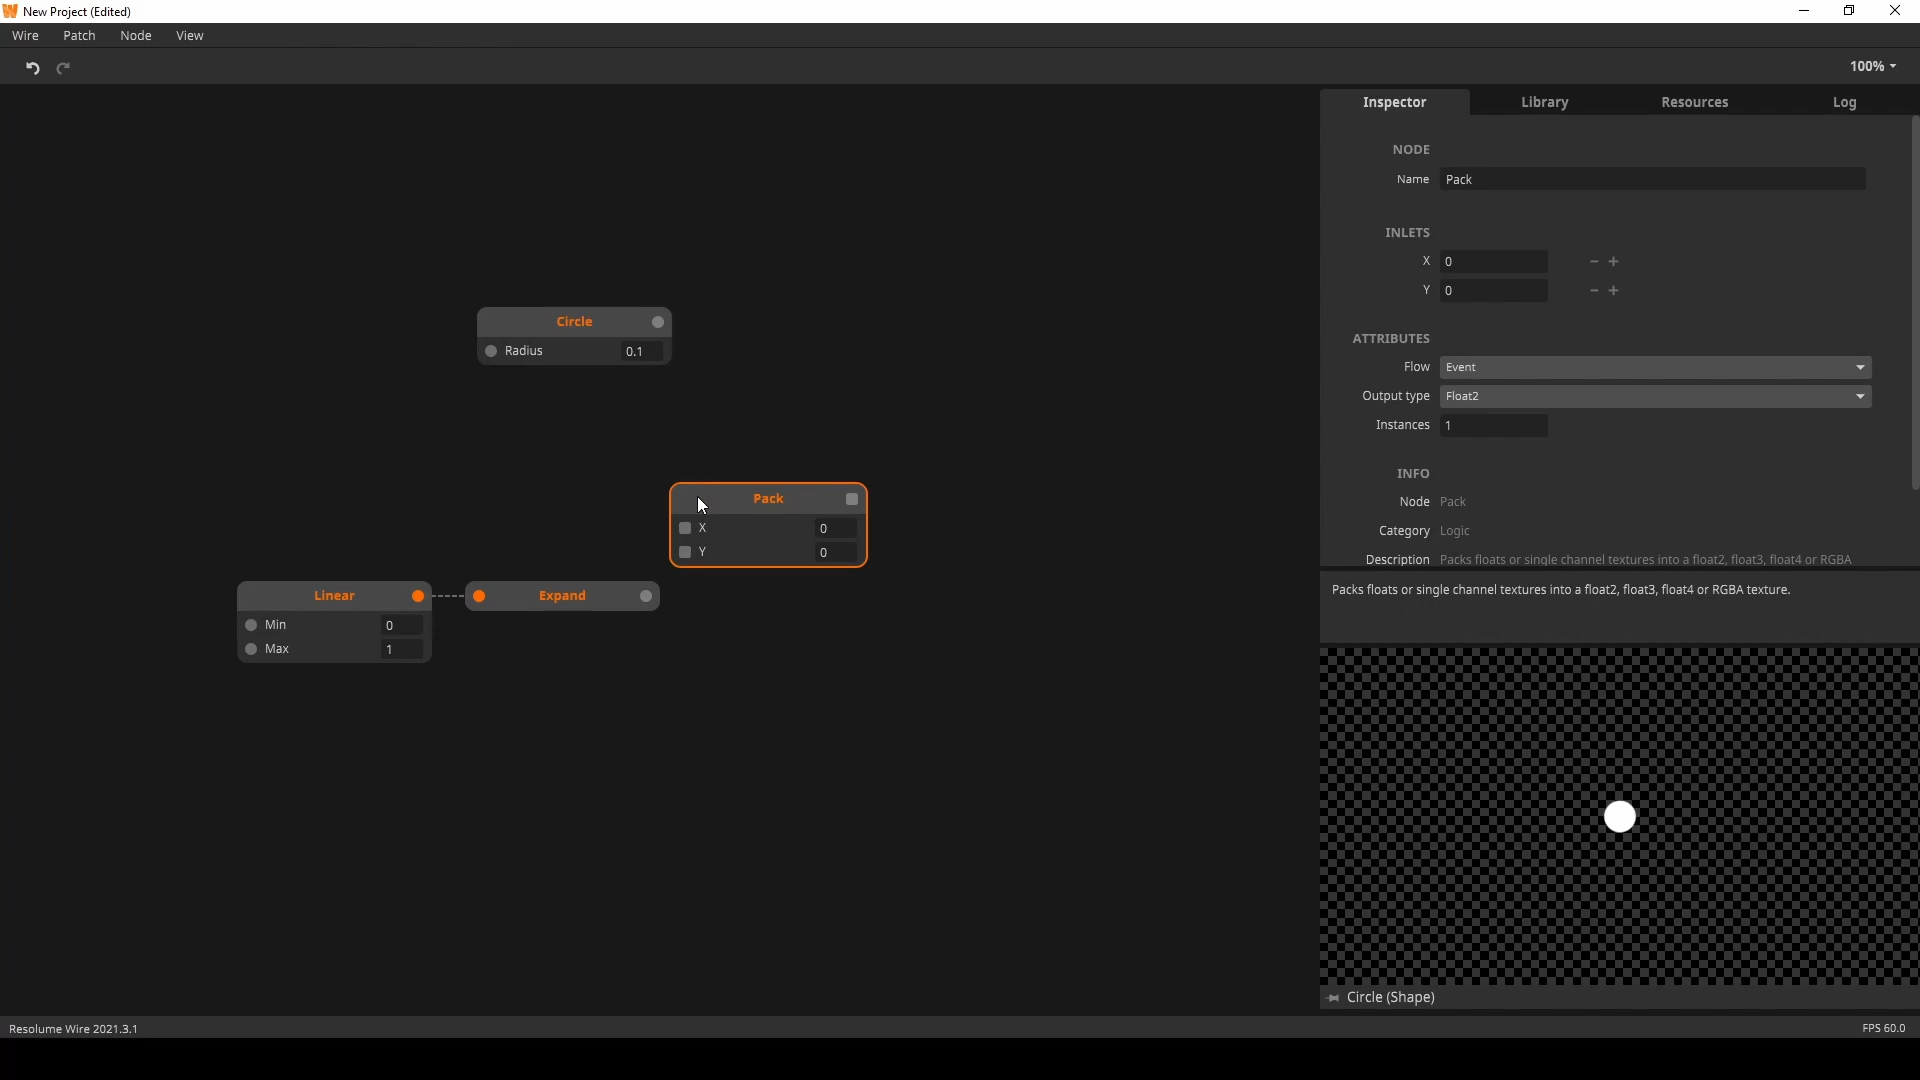 New Project (Edited)
Wire Patch Node View
100%
Inspector Library Resources Log
NODE
Name Pack
INLETS
X 0
Y 0
ATTRIBUTES
Flow Event
Output type Float2
Instances 1
INFO
Node Pack
Category Logic
Description Packs floats or single channel textures into a float2, float3, float4 or RGBA
Packs floats or single channel textures into a float2, float3, float4 or RGBA texture.
Circle
Radius 0.1
Pack
X 0
Y 0
Linear
Min 0
Max 1
Expand
Circle (Shape)
Resolume Wire 2021.3.1
FPS 60.0